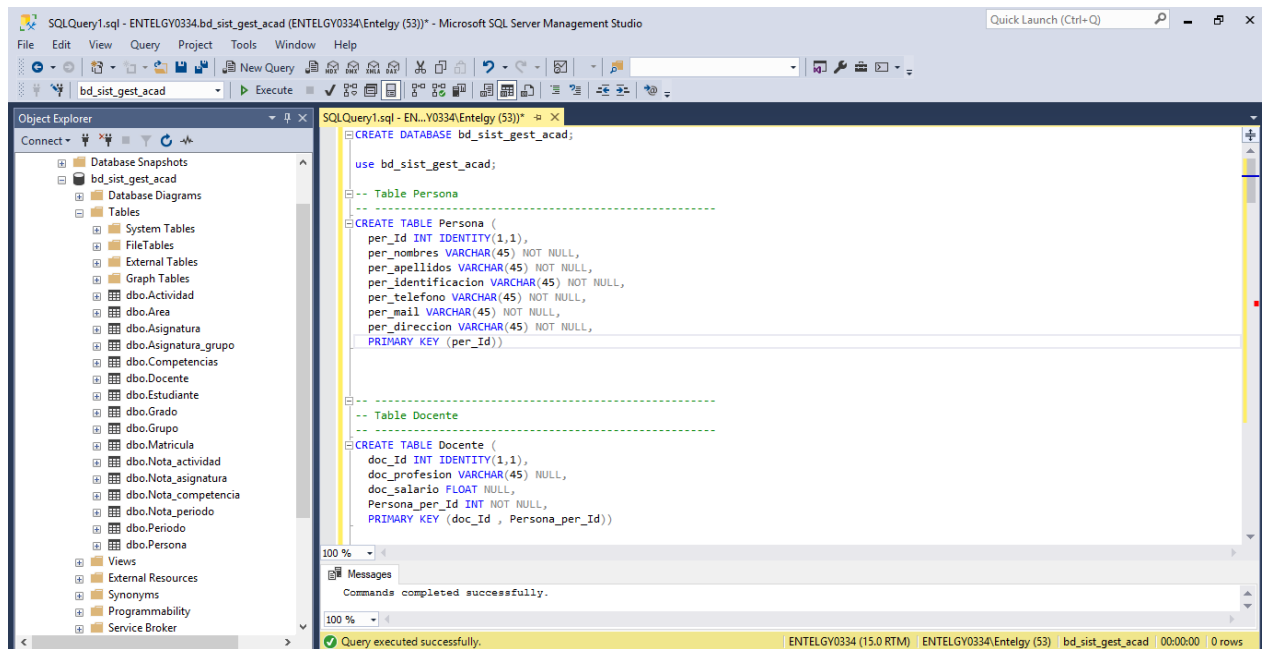 SQLQuery1.sql - ENTELGY0334.bd_sist_gest_acad (ENTELGY0334\Entelgy (53))* - Microsoft SQL Server Management Studio
Quick Launch (Ctrl+Q)
File Edit View Query Project Tools Window Help
New Query
bd_sist_gest_acad
Execute
Object Explorer
Connect
Database Snapshots
bd_sist_gest_acad
Database Diagrams
Tables
System Tables
FileTables
External Tables
Graph Tables
dbo.Actividad
dbo.Area
dbo.Asignatura
dbo.Asignatura_grupo
dbo.Competencias
dbo.Docente
dbo.Estudiante
dbo.Grado
dbo.Grupo
dbo.Matricula
dbo.Nota_actividad
dbo.Nota_asignatura
dbo.Nota_competencia
dbo.Nota_periodo
dbo.Periodo
dbo.Persona
Views
External Resources
Synonyms
Programmability
Service Broker
SQLQuery1.sql - EN...Y0334\Entelgy (53))*
CREATE DATABASE bd_sist_gest_acad;
use bd_sist_gest_acad;
-- Table Persona
-- -----------------------------------------------------
CREATE TABLE Persona (
per_Id INT IDENTITY(1,1),
per_nombres VARCHAR(45) NOT NULL,
per_apellidos VARCHAR(45) NOT NULL,
per_identificacion VARCHAR(45) NOT NULL,
per_telefono VARCHAR(45) NOT NULL,
per_mail VARCHAR(45) NOT NULL,
per_direccion VARCHAR(45) NOT NULL,
PRIMARY KEY (per_Id))
-- -----------------------------------------------------
-- Table Docente
-- -----------------------------------------------------
CREATE TABLE Docente (
doc_Id INT IDENTITY(1,1),
doc_profesion VARCHAR(45) NULL,
doc_salario FLOAT NULL,
Persona_per_Id INT NOT NULL,
PRIMARY KEY (doc_Id , Persona_per_Id))
100 %
Messages
Commands completed successfully.
100 %
Query executed successfully.
ENTELGY0334 (15.0 RTM) ENTELGY0334\Entelgy (53) bd_sist_gest_acad 00:00:00 0 rows